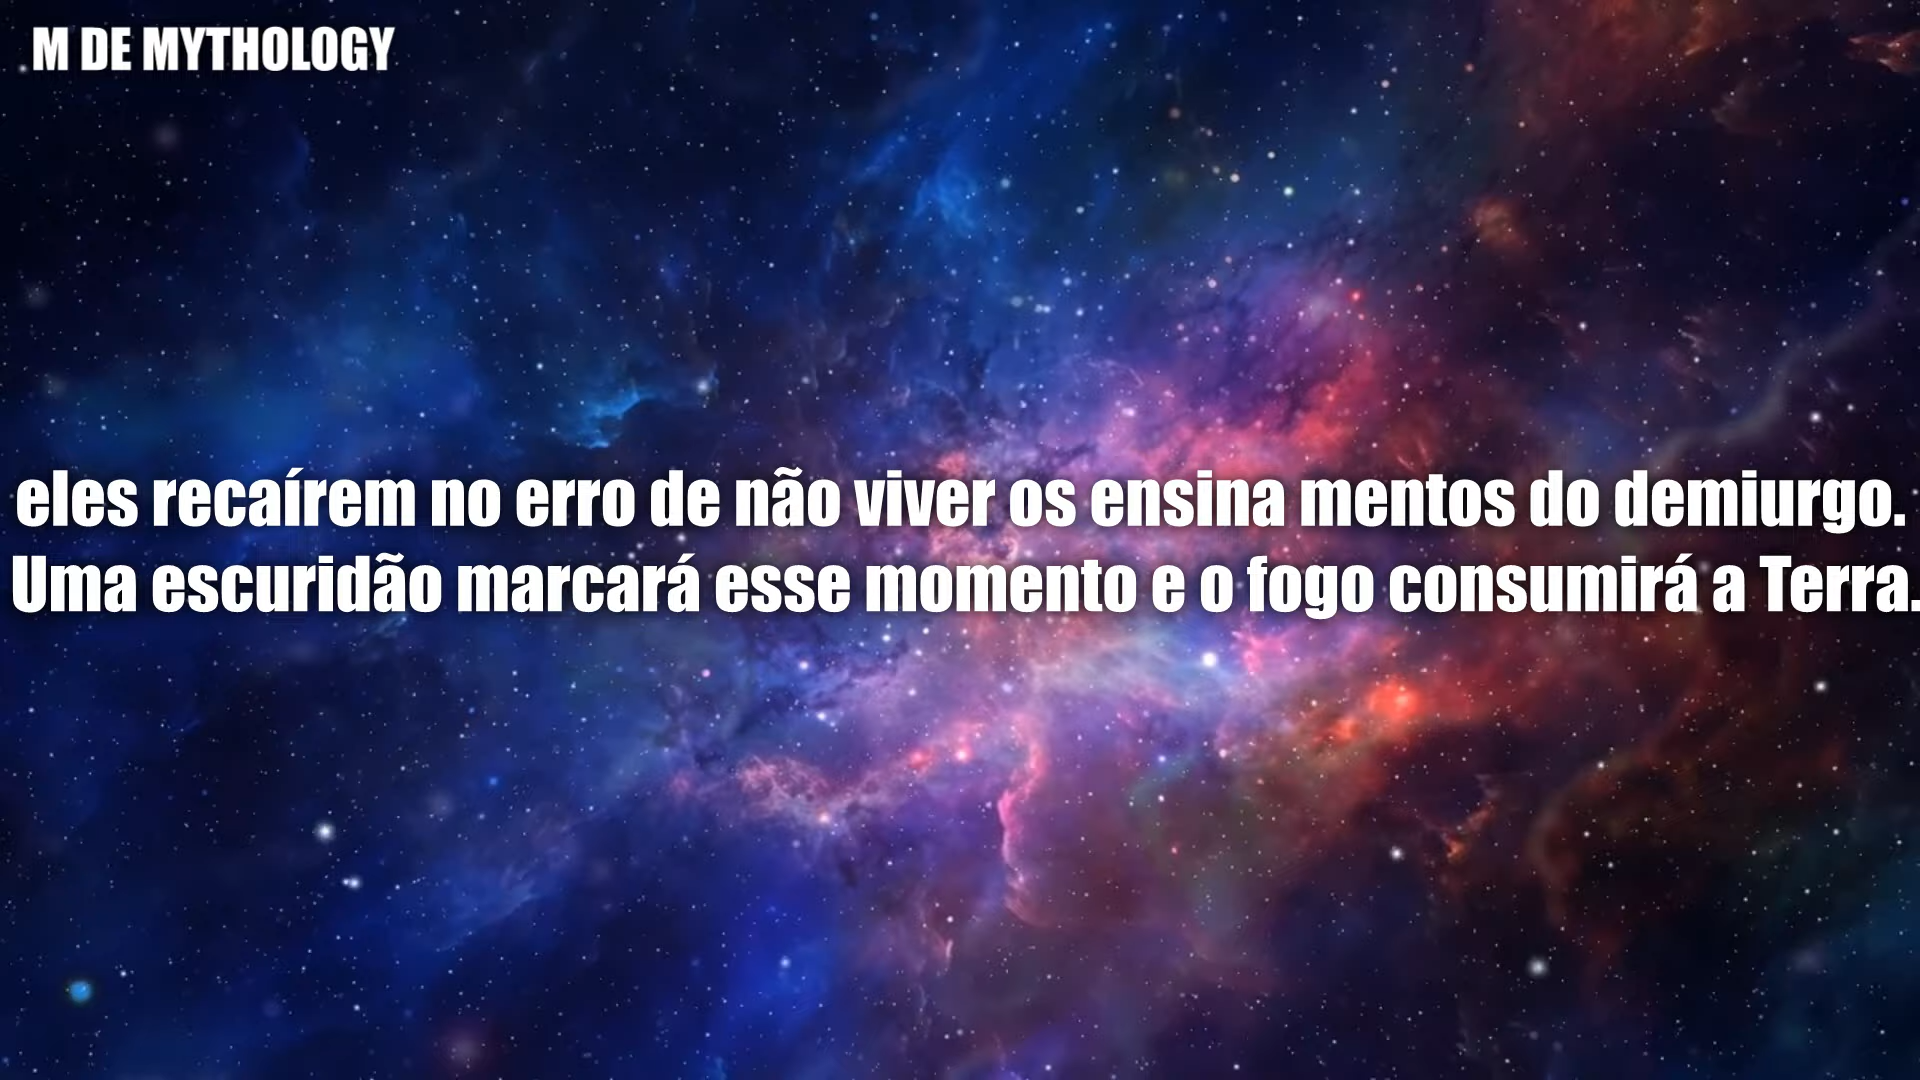 M DE MYTHOLOGY
eles recaírem no erro de não viver os ensina mentos do demiurgo.
Uma escuridão marcará esse momento e o fogo consumirá a Terra.